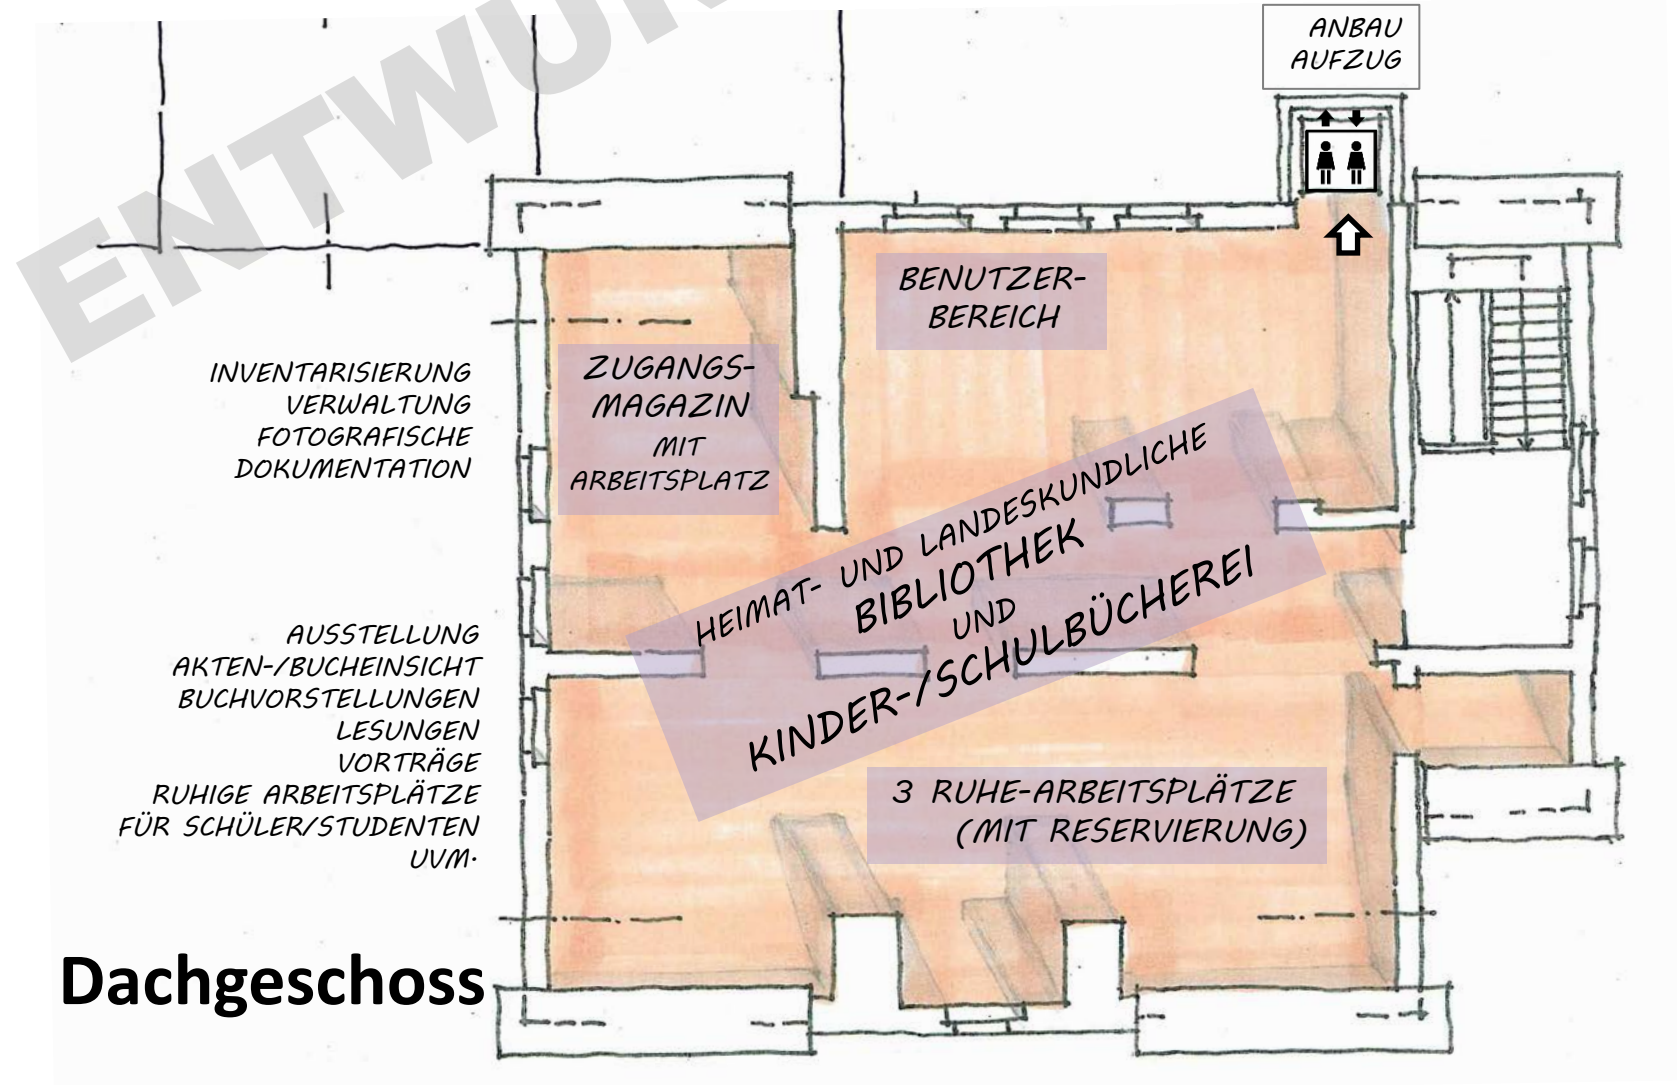 ENTWUR
ANBAU
AUFZUG
BENUTZER-
BEREICH
ZUGANGS-
MAGAZIN
MIT
ARBEITSPLATZ
INVENTARISIERUNG
VERWALTUNG
FOTOGRAFISCHE
DOKUMENTATION
HEIMAT- UND LANDESKUNDLICHE
BIBLIOTHEK
UND
KINDER-/SCHULBÜCHEREI
AUSSTELLUNG
AKTEN-/BUCHEINSICHT
BUCHVORSTELLUNGEN
LESUNGEN
VORTRÄGE
RUHIGE ARBEITSPLÄTZE
FÜR SCHÜLER/STUDENTEN
UVM.
3 RUHE-ARBEITSPLÄTZE
(MIT RESERVIERUNG)
Dachgeschoss